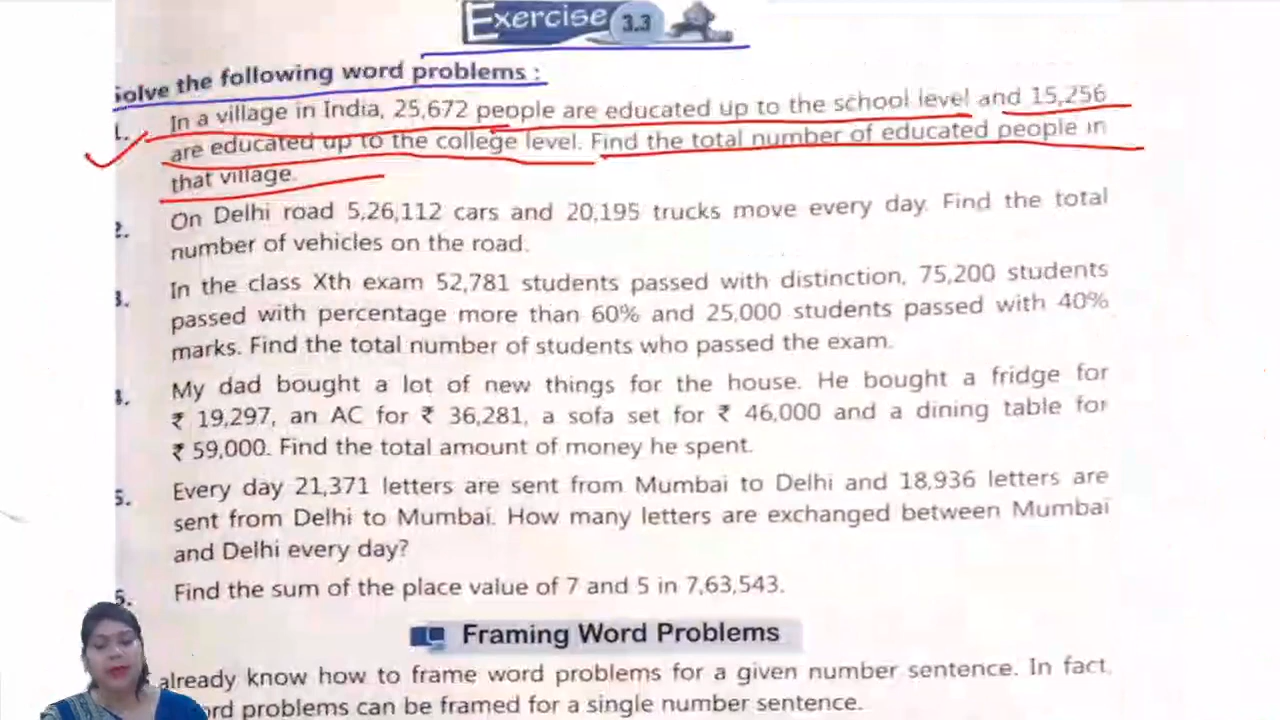 Exercise 3.3
Solve the following word problems :
1. In a village in India, 25,672 people are educated up to the school level and 15,256
are educated up to the college level. Find the total number of educated people in
that village.
2. On Delhi road 5,26,112 cars and 20,195 trucks move every day. Find the total
number of vehicles on the road.
3. In the class Xth exam 52,781 students passed with distinction, 75,200 students
passed with percentage more than 60% and 25,000 students passed with 40%
marks. Find the total number of students who passed the exam.
4. My dad bought a lot of new things for the house. He bought a fridge for
₹ 19,297, an AC for ₹ 36,281, a sofa set for ₹ 46,000 and a dining table for
₹ 59,000. Find the total amount of money he spent.
5. Every day 21,371 letters are sent from Mumbai to Delhi and 18,936 letters are
sent from Delhi to Mumbai. How many letters are exchanged between Mumbai
and Delhi every day?
6. Find the sum of the place value of 7 and 5 in 7,63,543.
Framing Word Problems
already know how to frame word problems for a given number sentence. In fact,
word problems can be framed for a single number sentence.